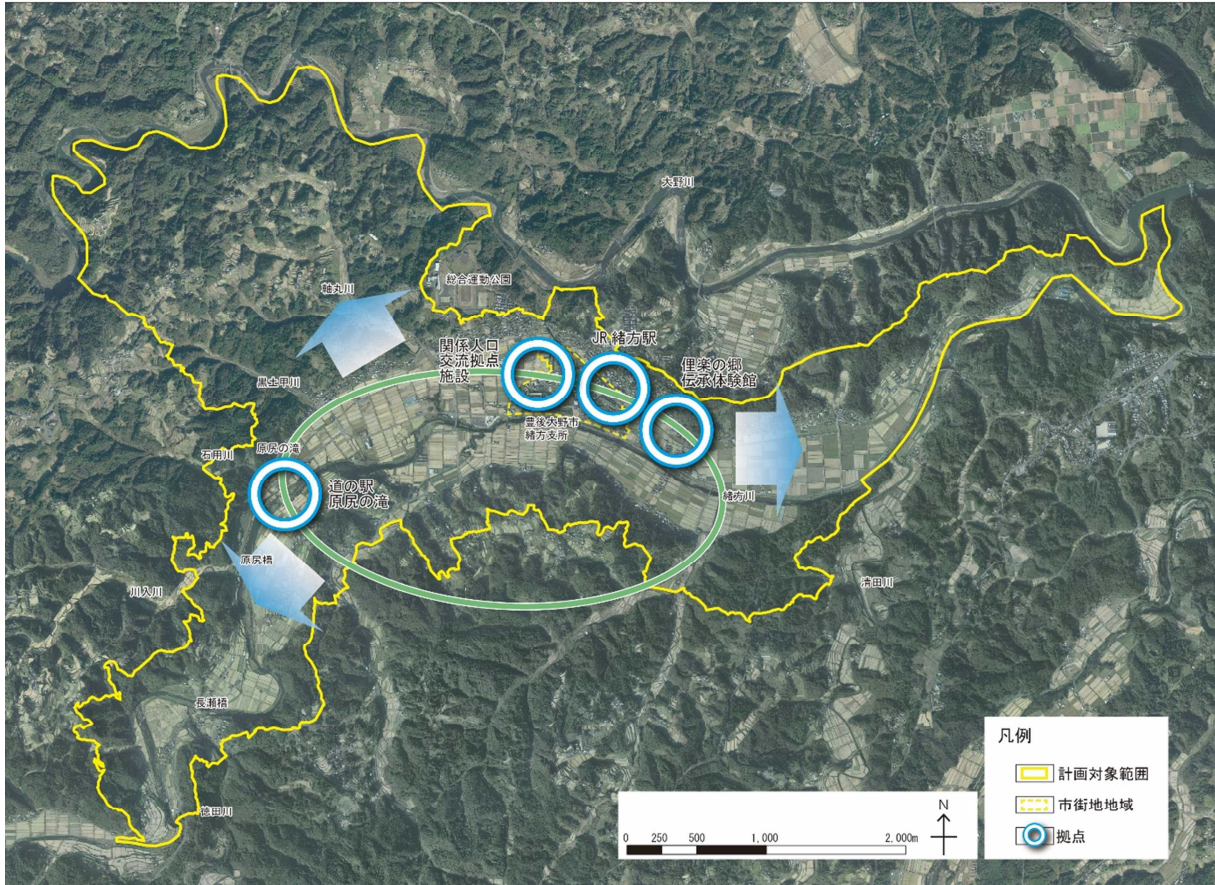 大野川
総合運動公園
軸丸川
JR 緒方駅
関係人口
交流拠点
施設
俚楽の郷
伝承体験館
黒土甲川
豊後大野市
緒方支所
原尻の滝
石用川
道の駅
原尻の滝
緒方川
原尻橋
川入川
清田川
長瀬橋
徳田川
凡例
計画対象範囲
市街地地域
拠点
N
0 250 500 1,000 2,000m